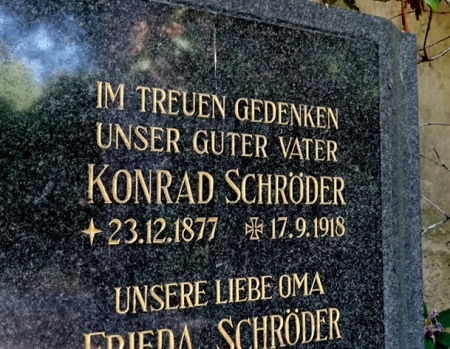 IM TREUEN GEDENKEN
UNSER GUTER VATER
KONRAD SCHRÖDER
23.12.1877 17.9.1918
UNSERE LIEBE OMA
FRIEDA SCHRÖDER